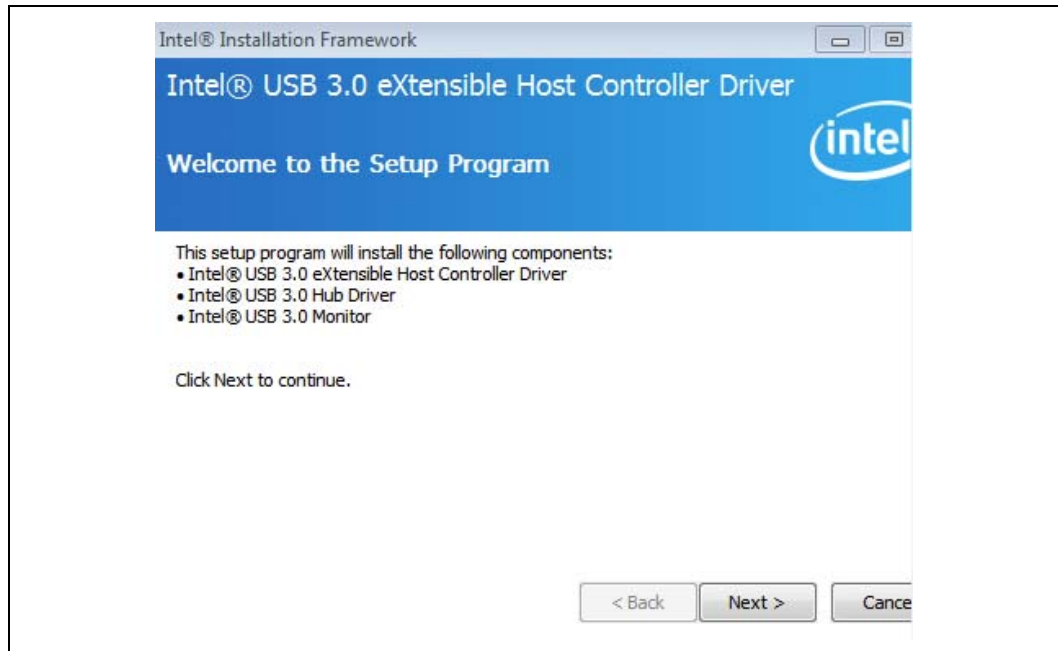 Intel® Installation Framework
Intel® USB 3.0 eXtensible Host Controller Driver
intel
Welcome to the Setup Program
This setup program will install the following components:
• Intel® USB 3.0 eXtensible Host Controller Driver
• Intel® USB 3.0 Hub Driver
• Intel® USB 3.0 Monitor
Click Next to continue.
< Back Next > Cance